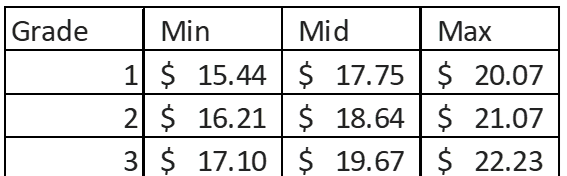 Grade Min Mid Max
1 $ 15.44 $ 17.75 $ 20.07
2 $ 16.21 $ 18.64 $ 21.07
3 $ 17.10 $ 19.67 $ 22.23